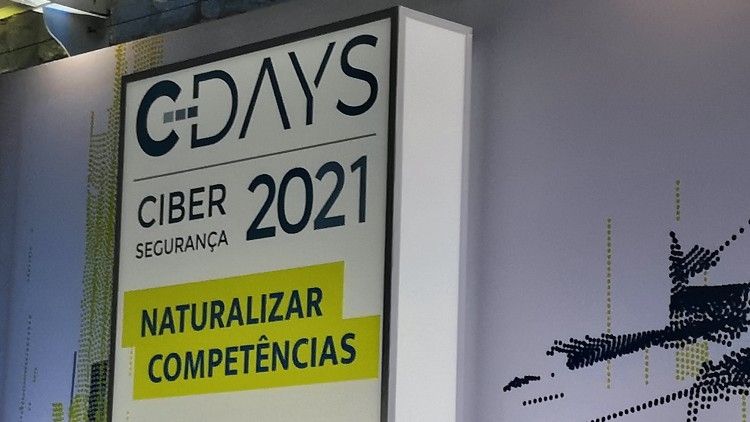 C-DAYS
CIBER
SEGURANÇA
2021
NATURALIZAR
COMPETÊNCIAS